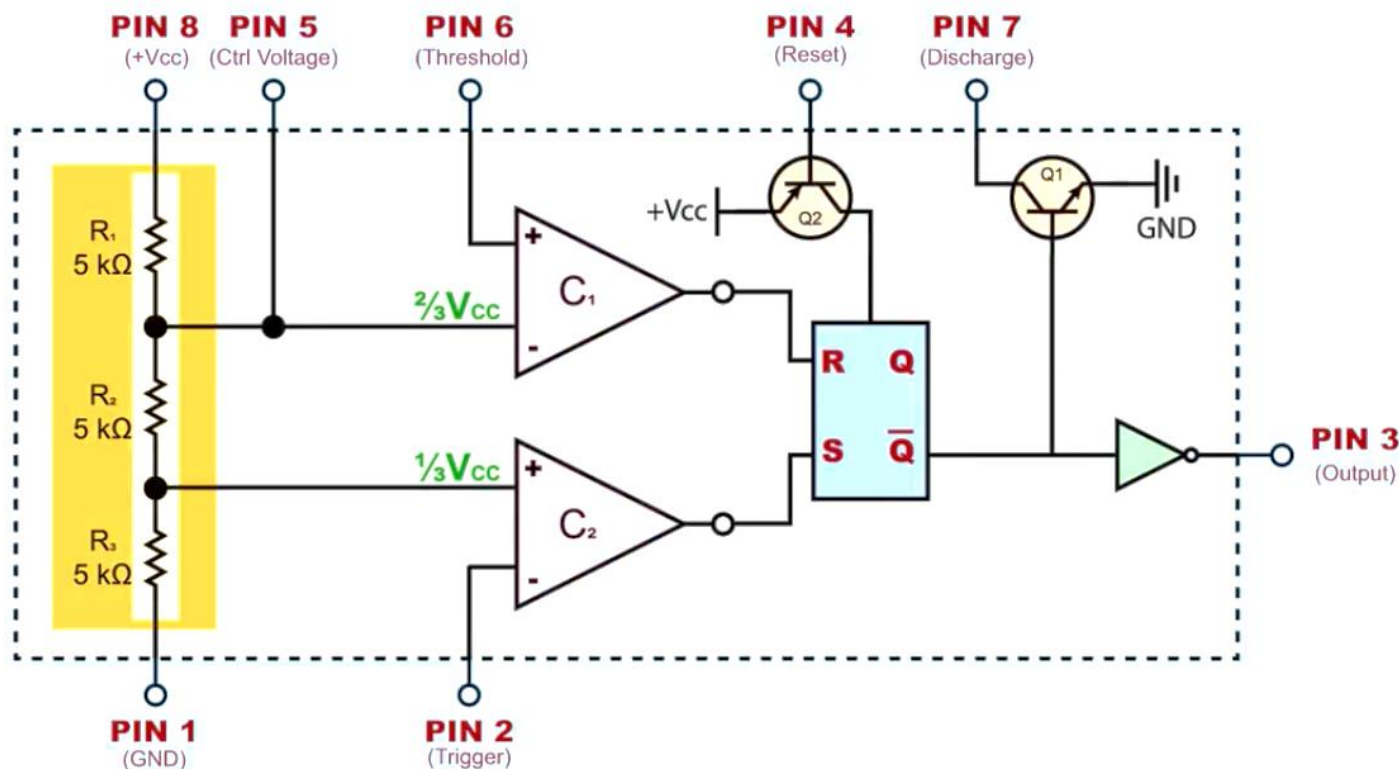 PIN 8
(+Vcc)
PIN 5
(Ctrl Voltage)
PIN 6
(Threshold)
PIN 4
(Reset)
PIN 7
(Discharge)
R₁
5 kΩ
R₂
5 kΩ
R₃
5 kΩ
⅔Vcc
⅓Vcc
+
C₁
-
+
C₂
-
+Vcc
Q2
Q1
GND
R Q
S Q̅
PIN 3
(Output)
PIN 1
(GND)
PIN 2
(Trigger)